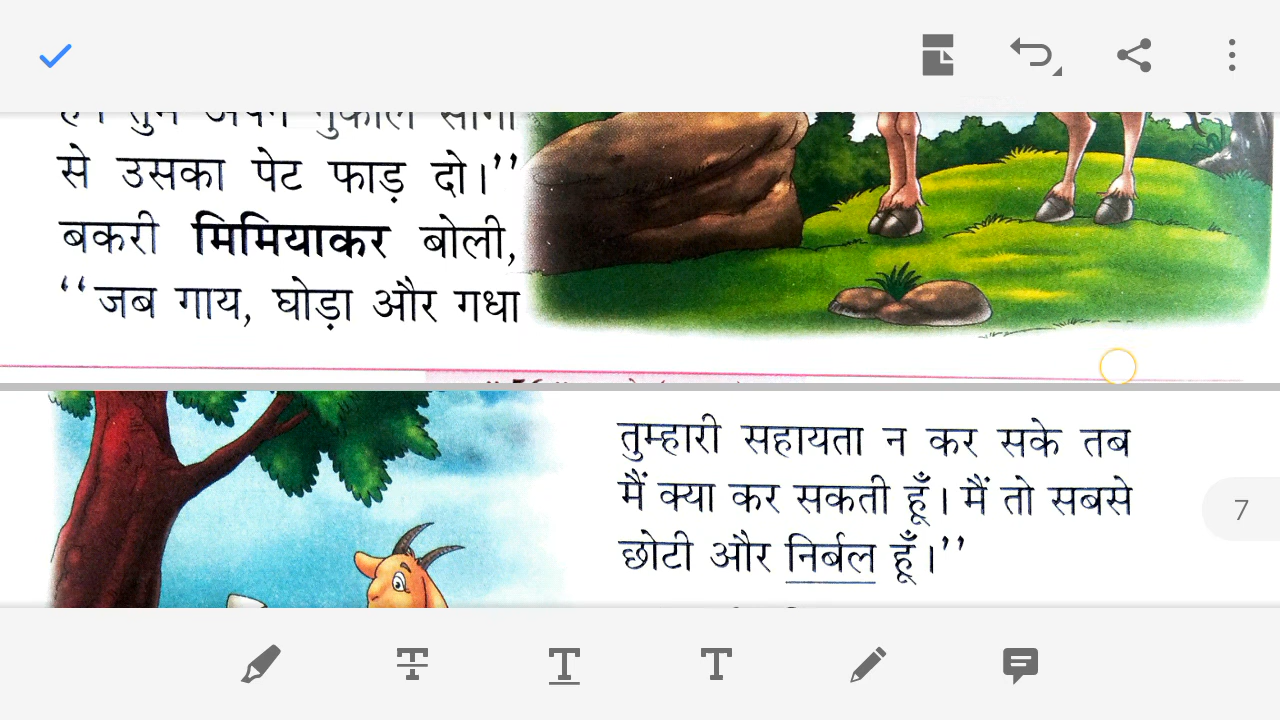 से उसका पेट फाड़ दो।’’
बकरी मिमियाकर बोली,
‘‘जब गाय, घोड़ा और गधा
तुम्हारी सहायता न कर सके तब
मैं क्या कर सकती हूँ। मैं तो सबसे
छोटी और निर्बल हूँ।’’
7